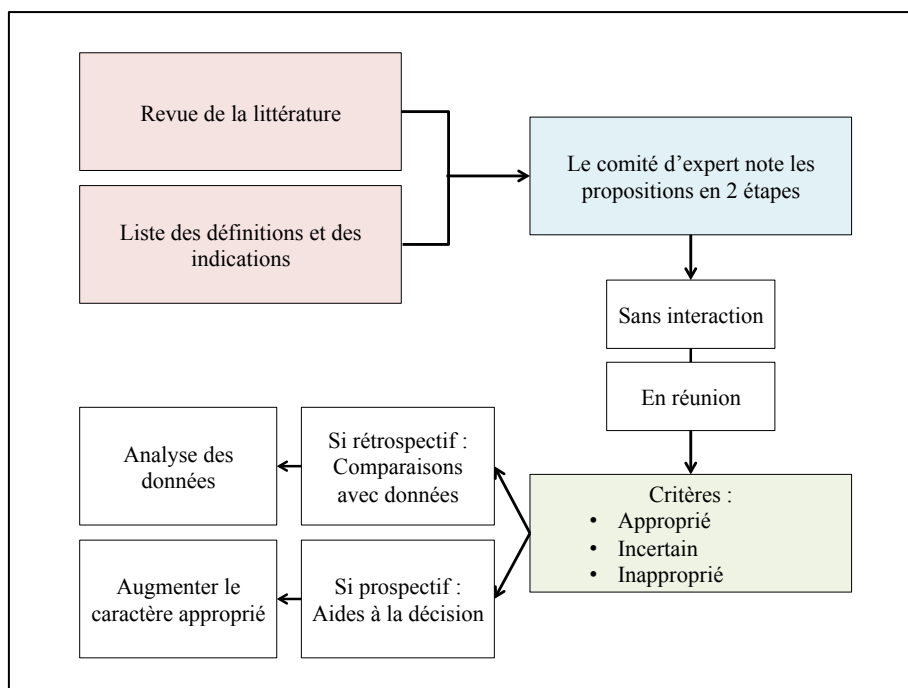 Revue de la littérature
Liste des définitions et des
indications
Le comité d’expert note les
propositions en 2 étapes
Sans interaction
En réunion
Critères :
• Approprié
• Incertain
• Inapproprié
Si rétrospectif :
Comparaisons
avec données
Analyse des
données
Si prospectif :
Aides à la décision
Augmenter le
caractère approprié